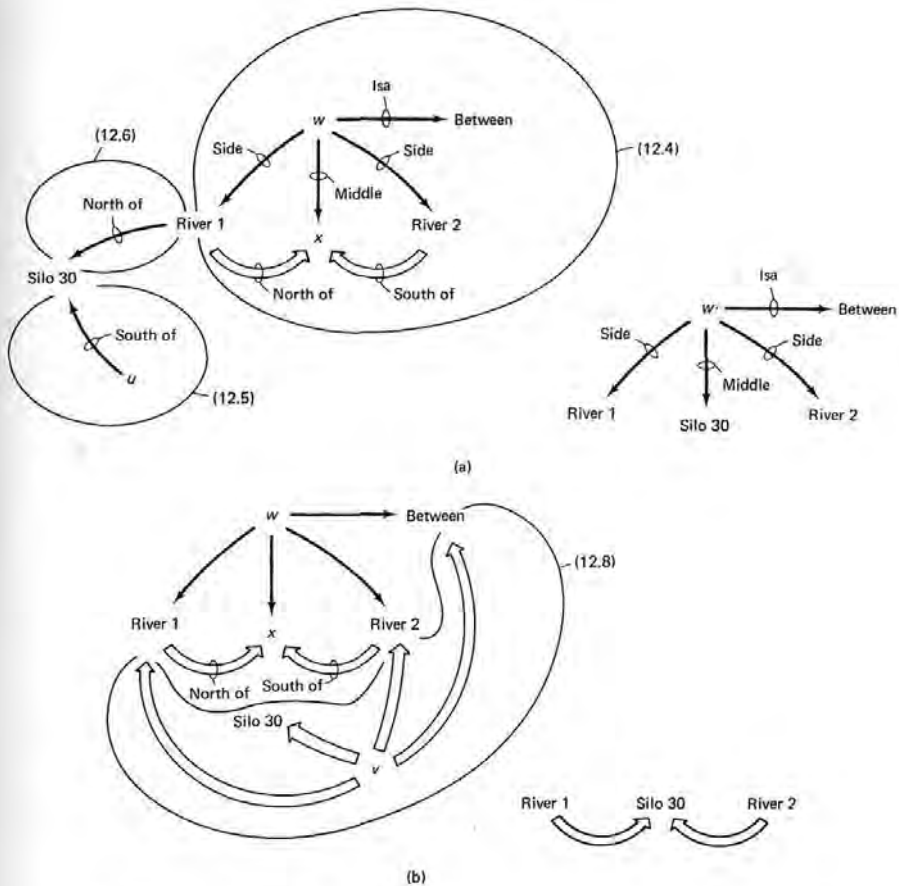 Isa
w
Between
(12.6)
Side
Side
(12.4)
North of
Middle
River 1
River 2
x
Silo 30
North of
South of
South of
u
(12.5)
Isa
w
Between
Side
Side
Middle
River 1
Silo 30
River 2
(a)
w
Between
(12.8)
River 1
x
River 2
North of
South of
Silo 30
v
River 1
Silo 30
River 2
(b)